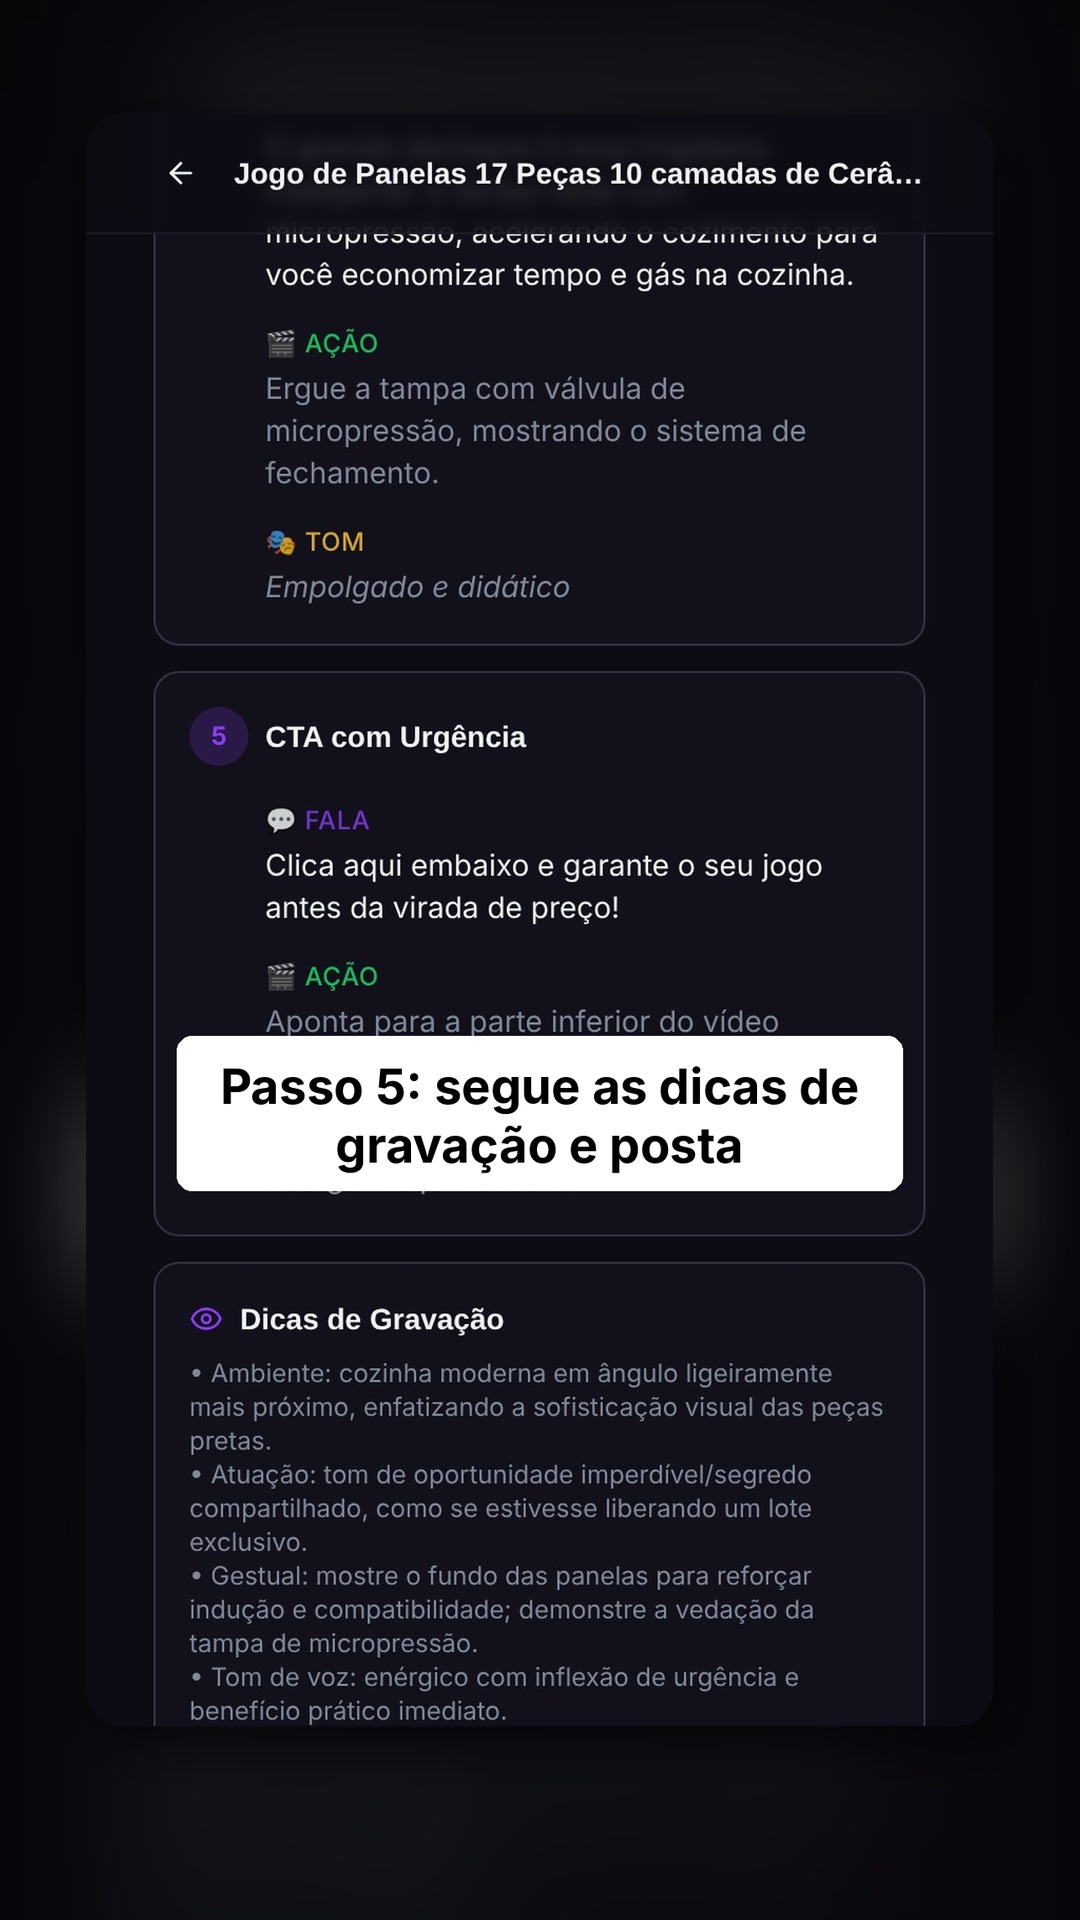 Jogo de Panelas 17 Peças 10 camadas de Cerâ...
micropressão, acelerando o cozimento para
você economizar tempo e gás na cozinha.
🎬 AÇÃO
Ergue a tampa com válvula de
micropressão, mostrando o sistema de
fechamento.
🎭 TOM
Empolgado e didático
5 CTA com Urgência
💬 FALA
Clica aqui embaixo e garante o seu jogo
antes da virada de preço!
🎬 AÇÃO
Aponta para a parte inferior do vídeo
Passo 5: segue as dicas de
gravação e posta
Dicas de Gravação
• Ambiente: cozinha moderna em ângulo ligeiramente
mais próximo, enfatizando a sofisticação visual das peças
pretas.
• Atuação: tom de oportunidade imperdível/segredo
compartilhado, como se estivesse liberando um lote
exclusivo.
• Gestual: mostre o fundo das panelas para reforçar
indução e compatibilidade; demonstre a vedação da
tampa de micropressão.
• Tom de voz: enérgico com inflexão de urgência e
benefício prático imediato.